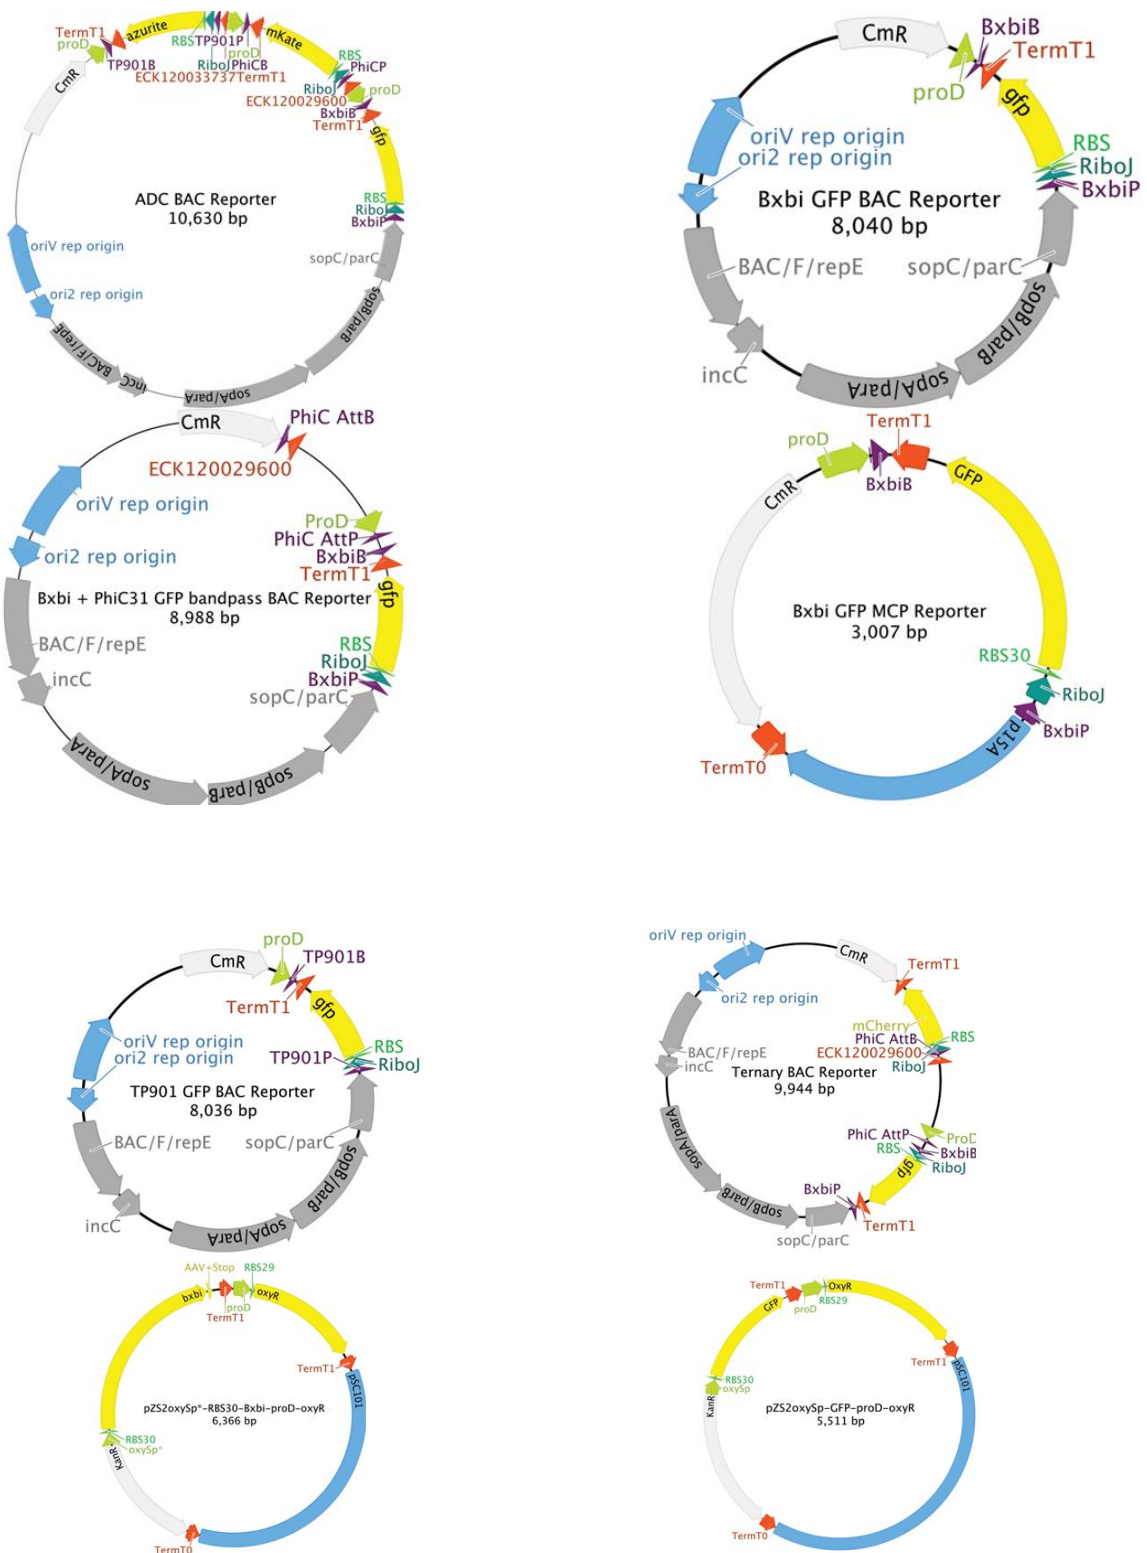 TermT1
azurite
proD
TP901B
RBS
TP901P
RiboJ
PhiCB
proD
mKate
ECK120033737
TermT1
RBS
PhiCP
RiboJ
ECK120029600
proD
BxbiB
TermT1
gfp
CmR
ADC BAC Reporter
10,630 bp
RBS
RiboJ
BxbiP
oriV rep origin
sopC/parC
ori2 rep origin
sopB/parB
BAC/F/repE
incC
sopA/parA
CmR
BxbiB
TermT1
proD
gfp
oriV rep origin
ori2 rep origin
RBS
RiboJ
BxbiP
Bxbi GFP BAC Reporter
8,040 bp
BAC/F/repE
sopC/parC
incC
sopA/parA
sopB/parB
CmR
PhiC AttB
ECK120029600
oriV rep origin
ori2 rep origin
ProD
PhiC AttP
BxbiB
TermT1
gfp
Bxbi + PhiC31 GFP bandpass BAC Reporter
8,988 bp
BAC/F/repE
RBS
RiboJ
BxbiP
incC
sopC/parC
sopA/parA
sopB/parB
TermT1
proD
BxbiB
GFP
CmR
Bxbi GFP MCP Reporter
3,007 bp
RBS30
RiboJ
BxbiP
p15A
TermT0
proD
CmR
TP901B
TermT1
gfp
oriV rep origin
ori2 rep origin
TP901P
RBS
RiboJ
TP901 GFP BAC Reporter
8,036 bp
BAC/F/repE
sopC/parC
incC
sopA/parA
sopB/parB
oriV rep origin
CmR
TermT1
ori2 rep origin
mCherry
PhiC AttB
RBS
ECK120029600
RiboJ
BAC/F/repE
incC
Ternary BAC Reporter
9,944 bp
sopA/parA
PhiC AttP
ProD
RBS
BxbiB
RiboJ
gfp
BxbiP
TermT1
sopB/parB
sopC/parC
AAV+Stop
RBS29
bxbi
TermT1
proD
oxyR
TermT1
pSC101
pZS2oxySp*-RBS30-Bxbi-proD-oxyR
6,366 bp
RBS30
oxySp*
KanR
TermT0
TermT1
GFP
proD
OxyR
RBS29
TermT1
pSC101
RBS30
oxySp
KanR
pZS2oxySp-GFP-proD-oxyR
5,511 bp
TermT0